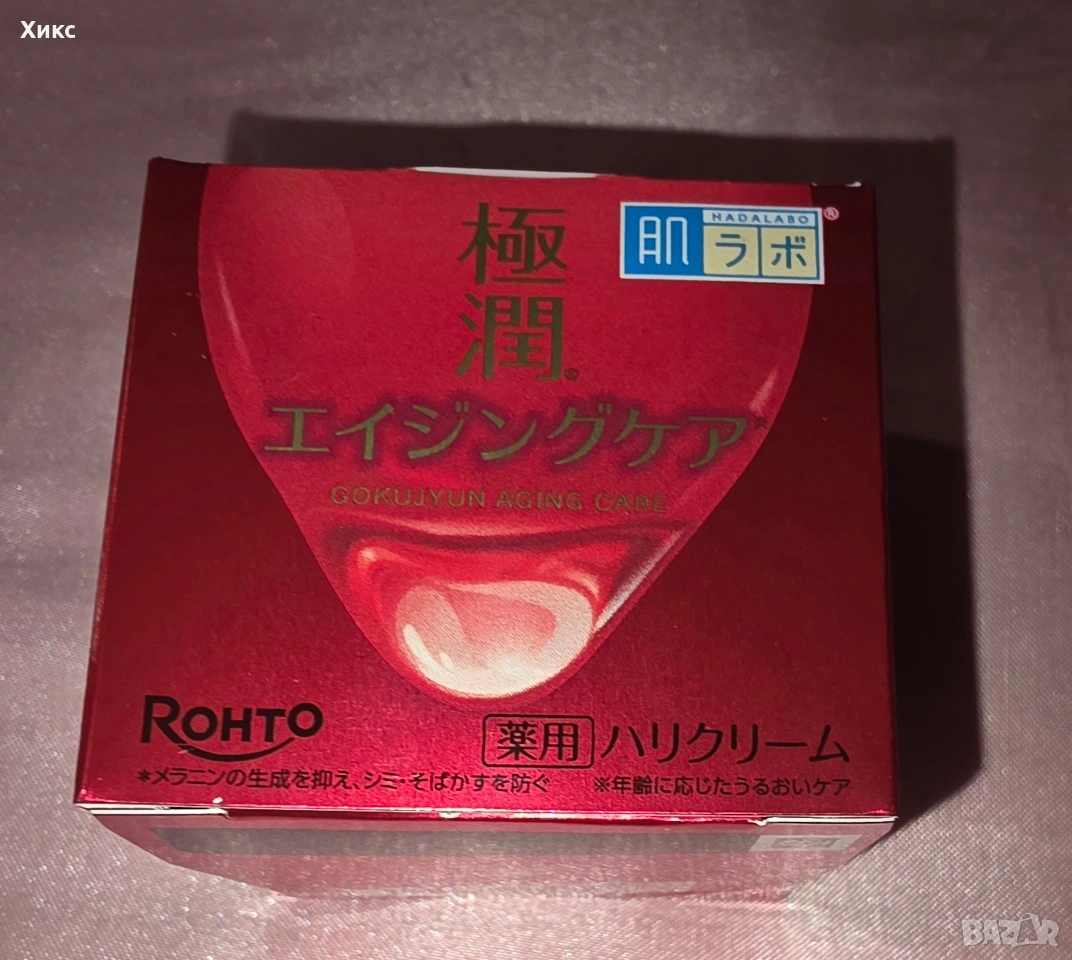 Хикс
極
潤®
HADALABO ®
肌ラボ
エイジングケア*
GOKUJYUN AGING CARE
ROHTO
薬用 ハリクリーム
*メラニンの生成を抑え、シミ・そばかすを防ぐ
※年齢に応じたうるおいケア
BAZAR